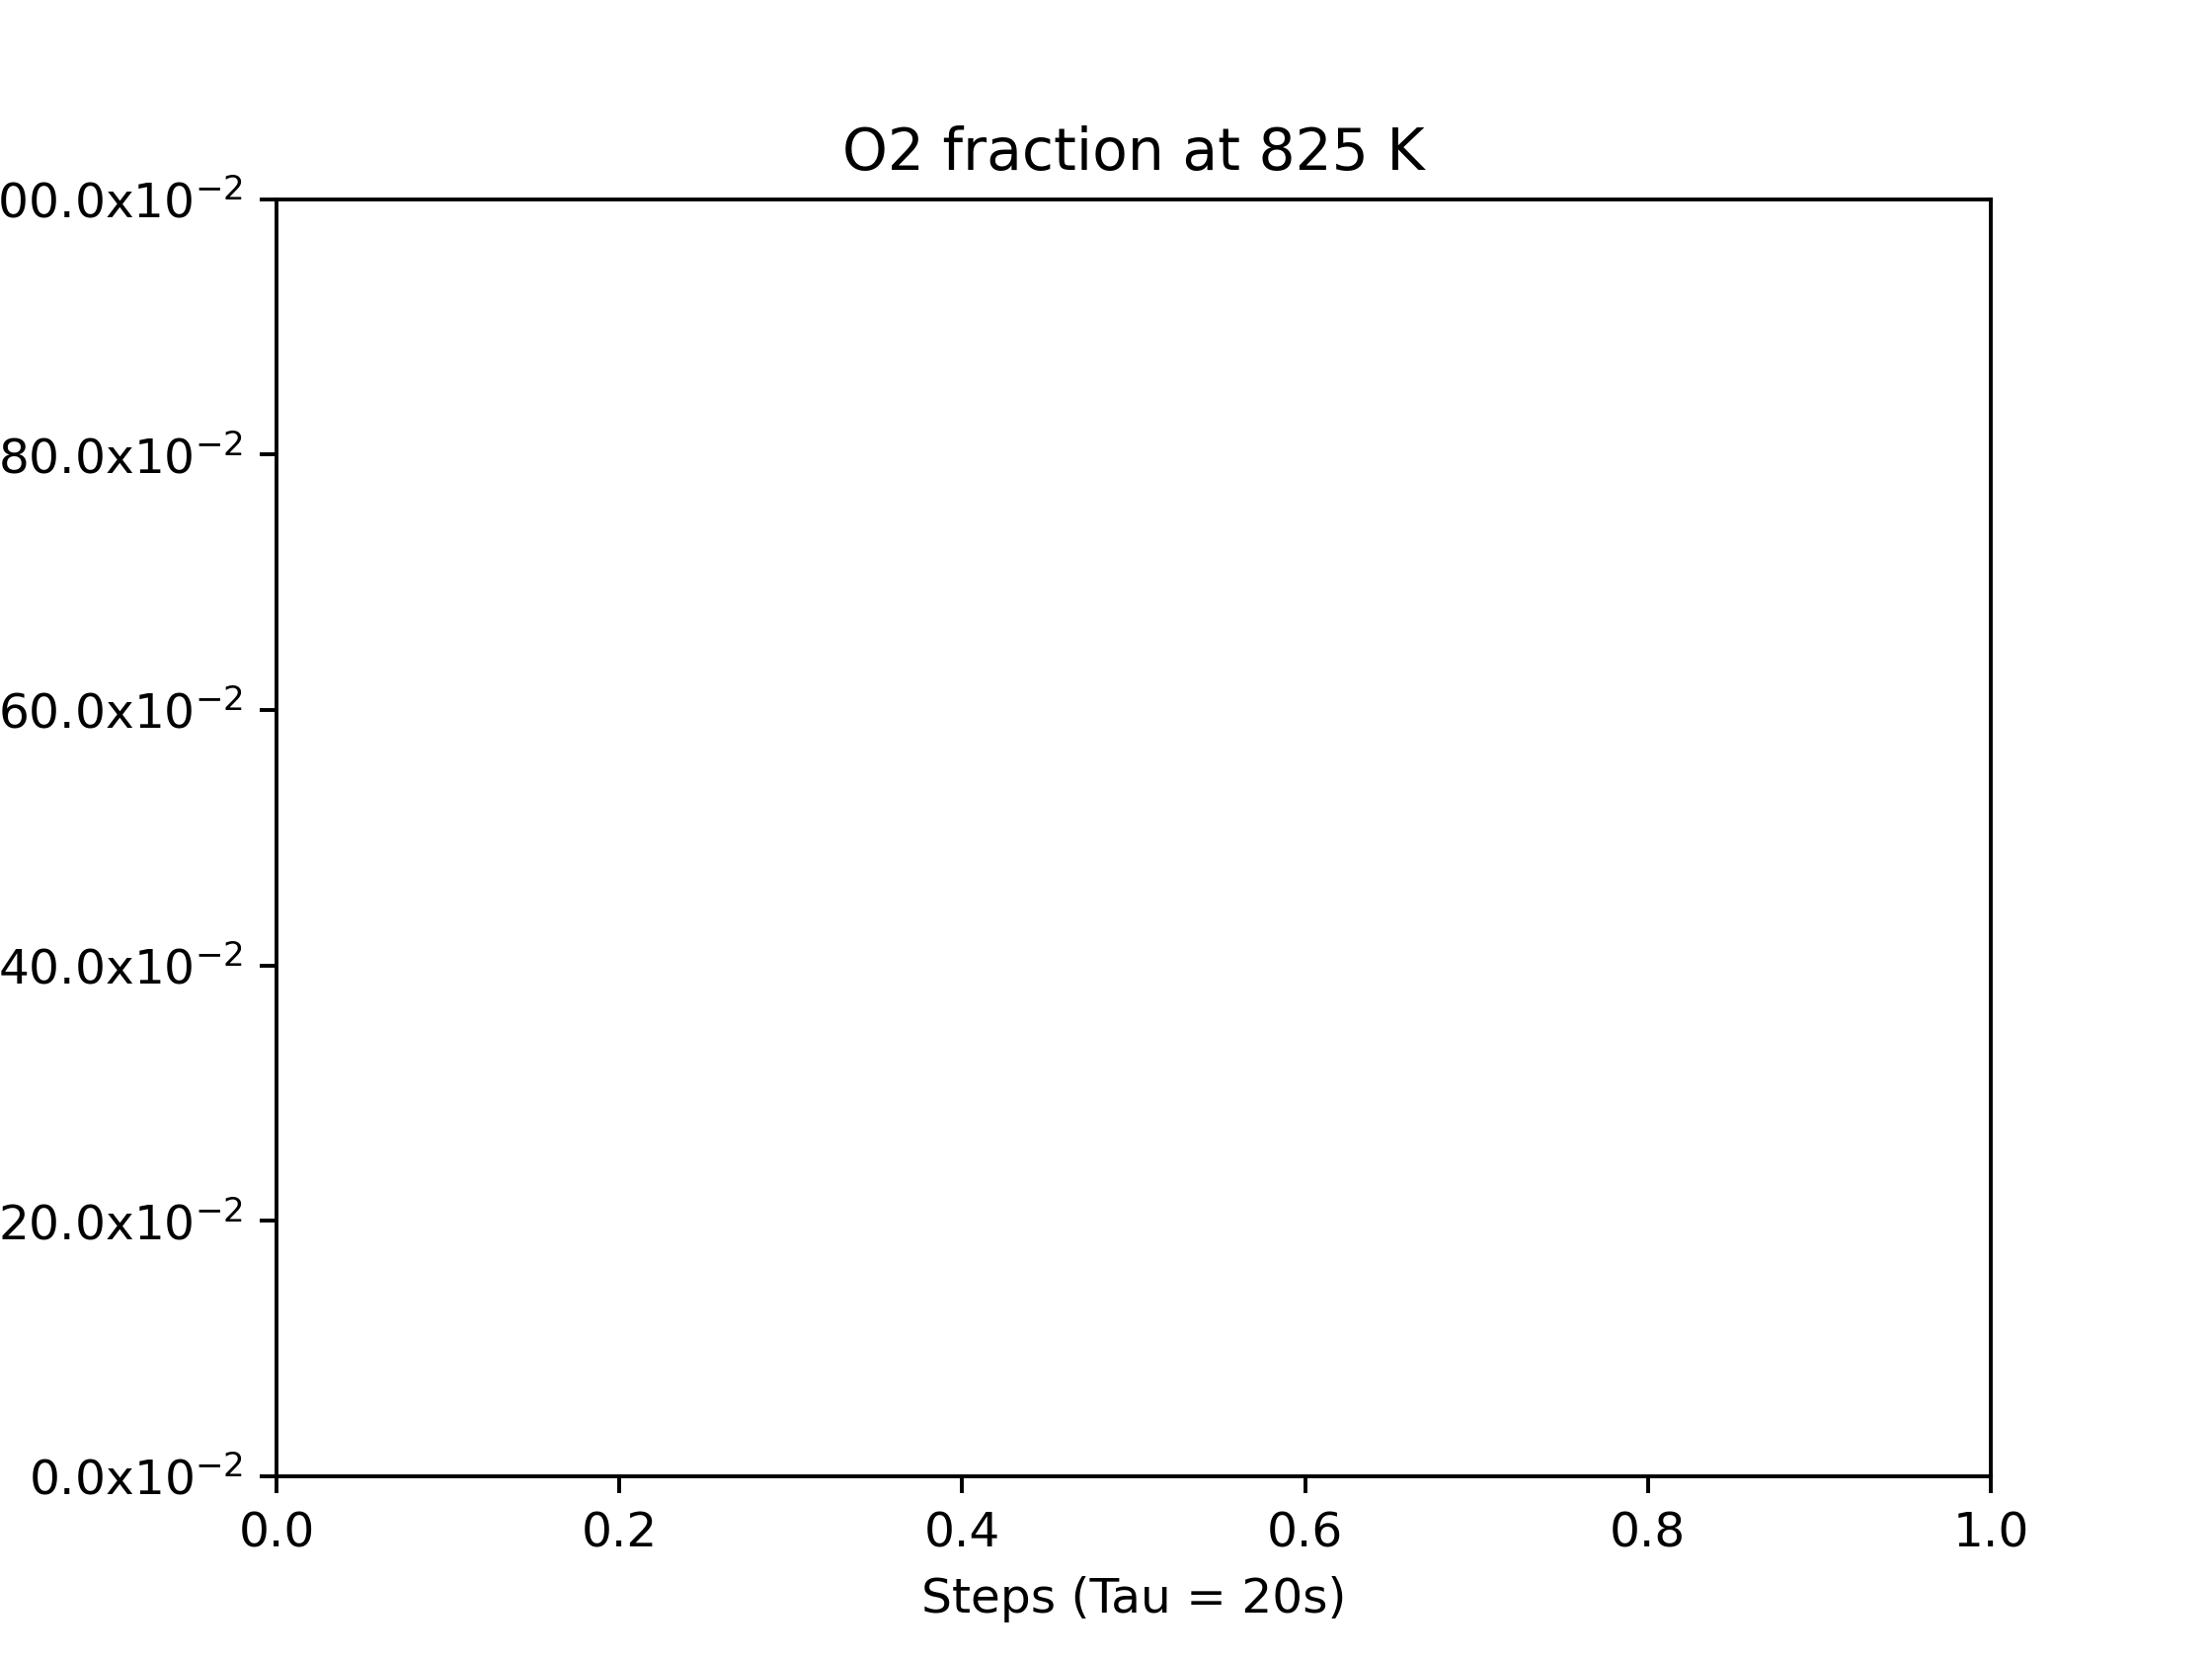 O2 fraction at 825 K
00.0x10⁻²
80.0x10⁻²
60.0x10⁻²
40.0x10⁻²
20.0x10⁻²
0.0x10⁻²
0.0 0.2 0.4 0.6 0.8 1.0
Steps (Tau = 20s)